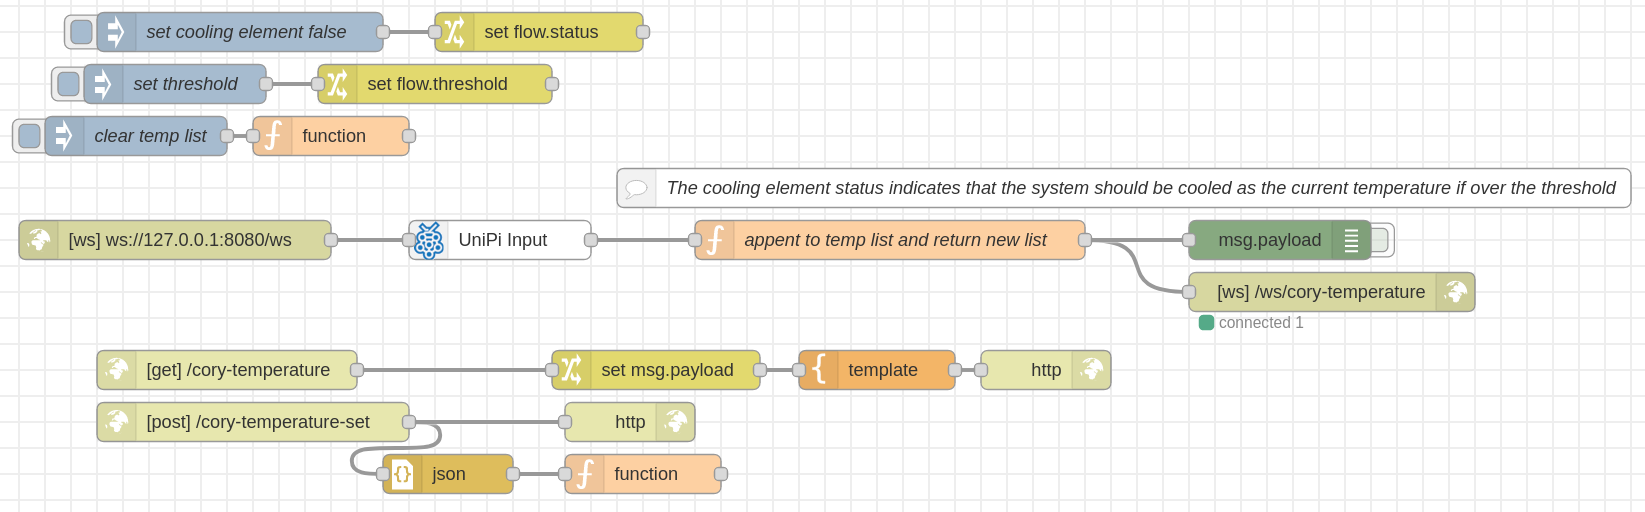 set cooling element false set flow.status
set threshold set flow.threshold
clear temp list function
The cooling element status indicates that the system should be cooled as the current temperature if over the threshold
[ws] ws://127.0.0.1:8080/ws UniPi Input appent to temp list and return new list msg.payload
[ws] /ws/cory-temperature
connected 1
[get] /cory-temperature set msg.payload template http
[post] /cory-temperature-set http
json function